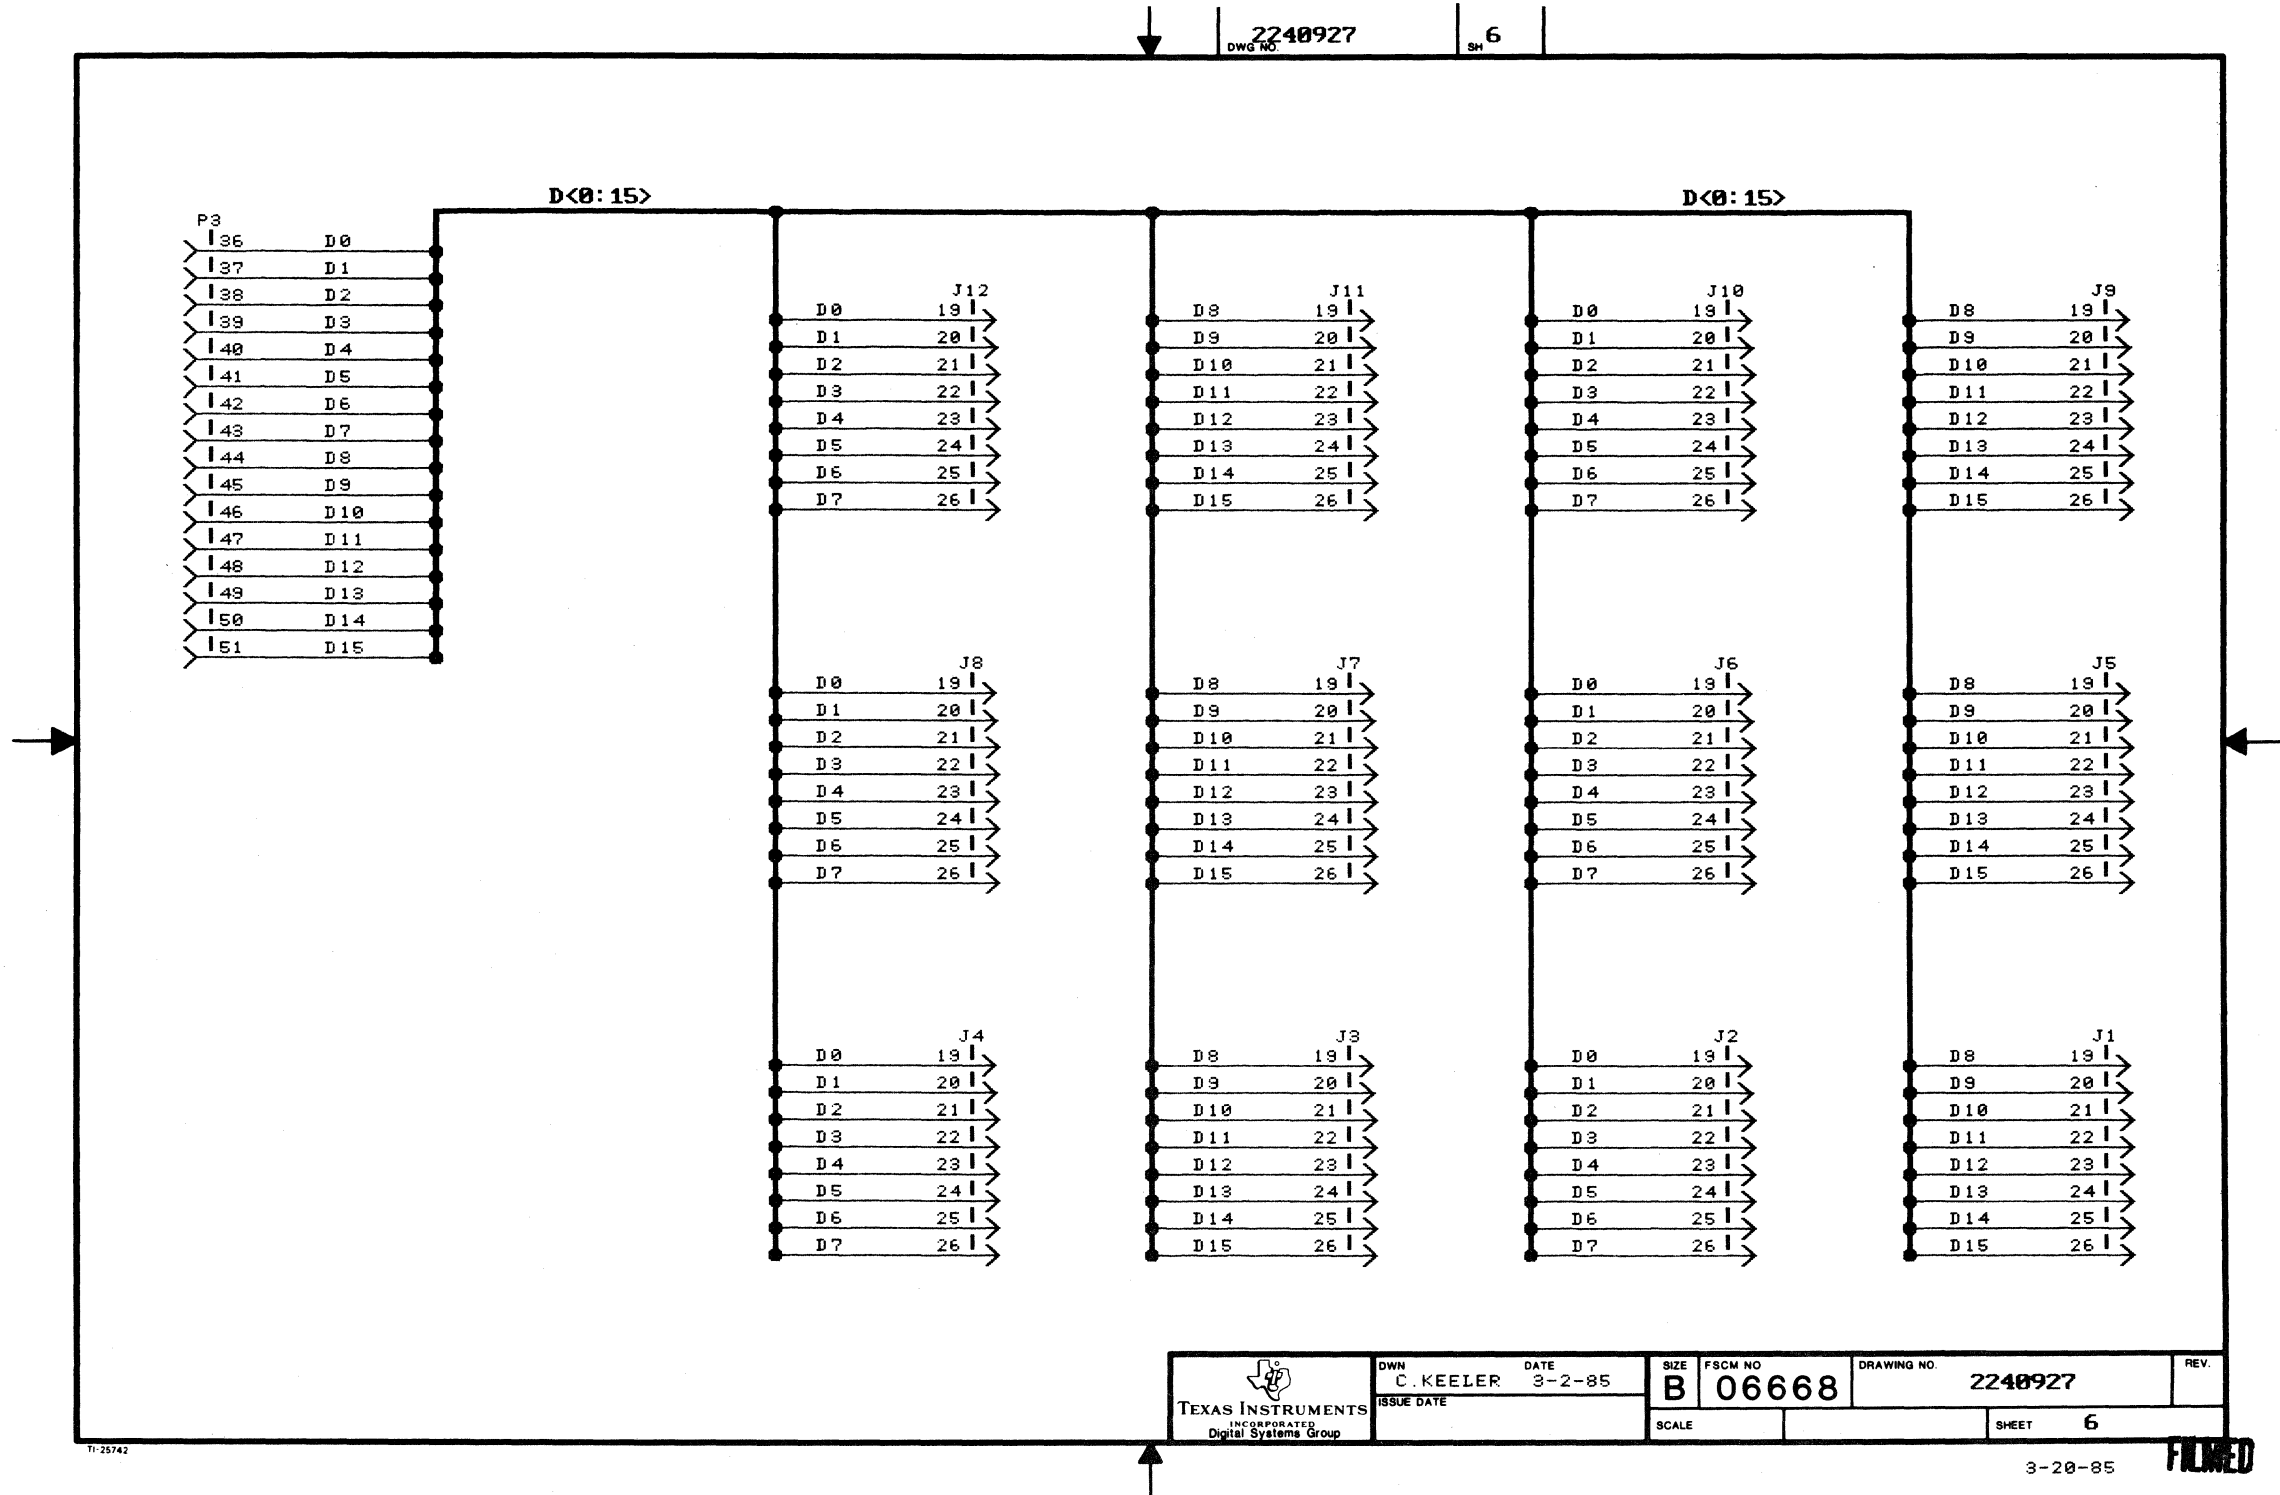 DWG NO. 2240927 SH 6
D<0:15> D<0:15>
P3
36 D0
37 D1
38 D2
39 D3
40 D4
41 D5
42 D6
43 D7
44 D8
45 D9
46 D10
47 D11
48 D12
49 D13
50 D14
51 D15
J12
D0 19
D1 20
D2 21
D3 22
D4 23
D5 24
D6 25
D7 26
J11
D8 19
D9 20
D10 21
D11 22
D12 23
D13 24
D14 25
D15 26
J10
D0 19
D1 20
D2 21
D3 22
D4 23
D5 24
D6 25
D7 26
J9
D8 19
D9 20
D10 21
D11 22
D12 23
D13 24
D14 25
D15 26
J8
D0 19
D1 20
D2 21
D3 22
D4 23
D5 24
D6 25
D7 26
J7
D8 19
D9 20
D10 21
D11 22
D12 23
D13 24
D14 25
D15 26
J6
D0 19
D1 20
D2 21
D3 22
D4 23
D5 24
D6 25
D7 26
J5
D8 19
D9 20
D10 21
D11 22
D12 23
D13 24
D14 25
D15 26
J4
D0 19
D1 20
D2 21
D3 22
D4 23
D5 24
D6 25
D7 26
J3
D8 19
D9 20
D10 21
D11 22
D12 23
D13 24
D14 25
D15 26
J2
D0 19
D1 20
D2 21
D3 22
D4 23
D5 24
D6 25
D7 26
J1
D8 19
D9 20
D10 21
D11 22
D12 23
D13 24
D14 25
D15 26
TEXAS INSTRUMENTS
INCORPORATED
Digital Systems Group
DWN DATE
C.KEELER 3-2-85
ISSUE DATE
SIZE FSCM NO DRAWING NO. REV.
B 06668 2240927
SCALE SHEET 6
TI-25742
3-20-85 FILMED